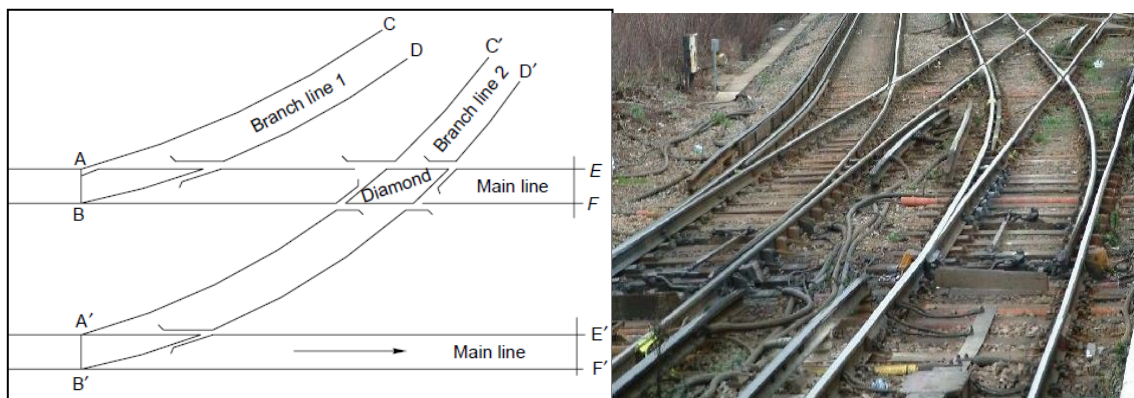 C
D
Branch line 1
C′
D′
Branch line 2
A
E
Diamond
Main line
B
F
A′
E′
Main line
B′
F′